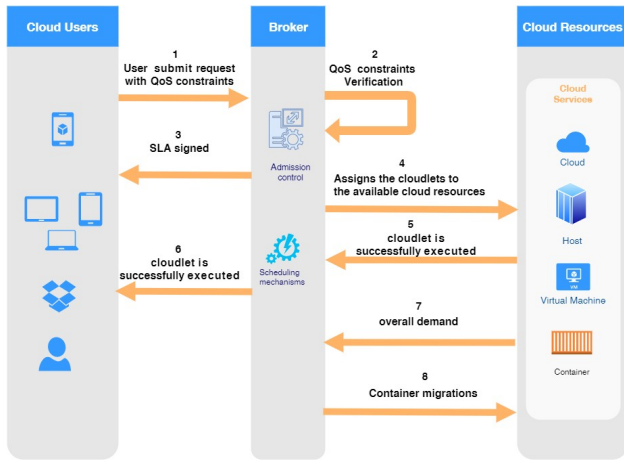 Cloud Users
Broker
Cloud Resources
1
User submit request
with QoS constraints
2
QoS constraints
Verification
Cloud
Services
3
SLA signed
Admission
control
4
Assigns the cloudlets to
the available cloud resources
Cloud
Host
5
cloudlet is
successfully executed
6
cloudlet is
successfully executed
Scheduling
mechanisms
VM
Virtual Machine
7
overall demand
Container
8
Container migrations